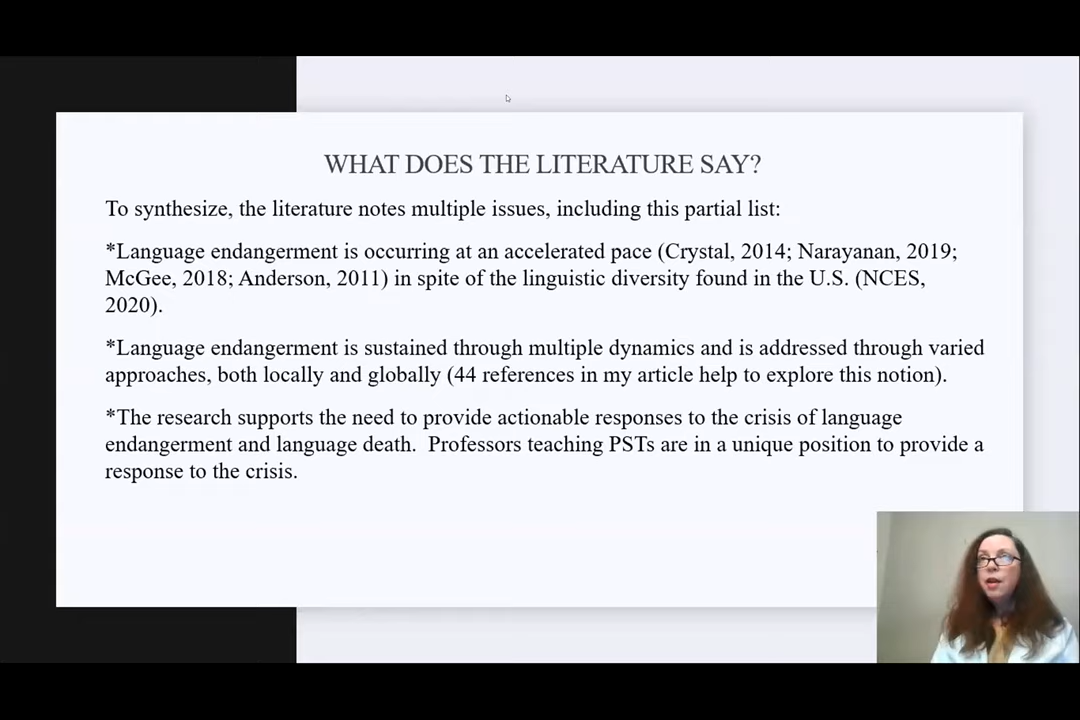 WHAT DOES THE LITERATURE SAY?
To synthesize, the literature notes multiple issues, including this partial list:
*Language endangerment is occurring at an accelerated pace (Crystal, 2014; Narayanan, 2019;
McGee, 2018; Anderson, 2011) in spite of the linguistic diversity found in the U.S. (NCES,
2020).
*Language endangerment is sustained through multiple dynamics and is addressed through varied
approaches, both locally and globally (44 references in my article help to explore this notion).
*The research supports the need to provide actionable responses to the crisis of language
endangerment and language death.  Professors teaching PSTs are in a unique position to provide a
response to the crisis.